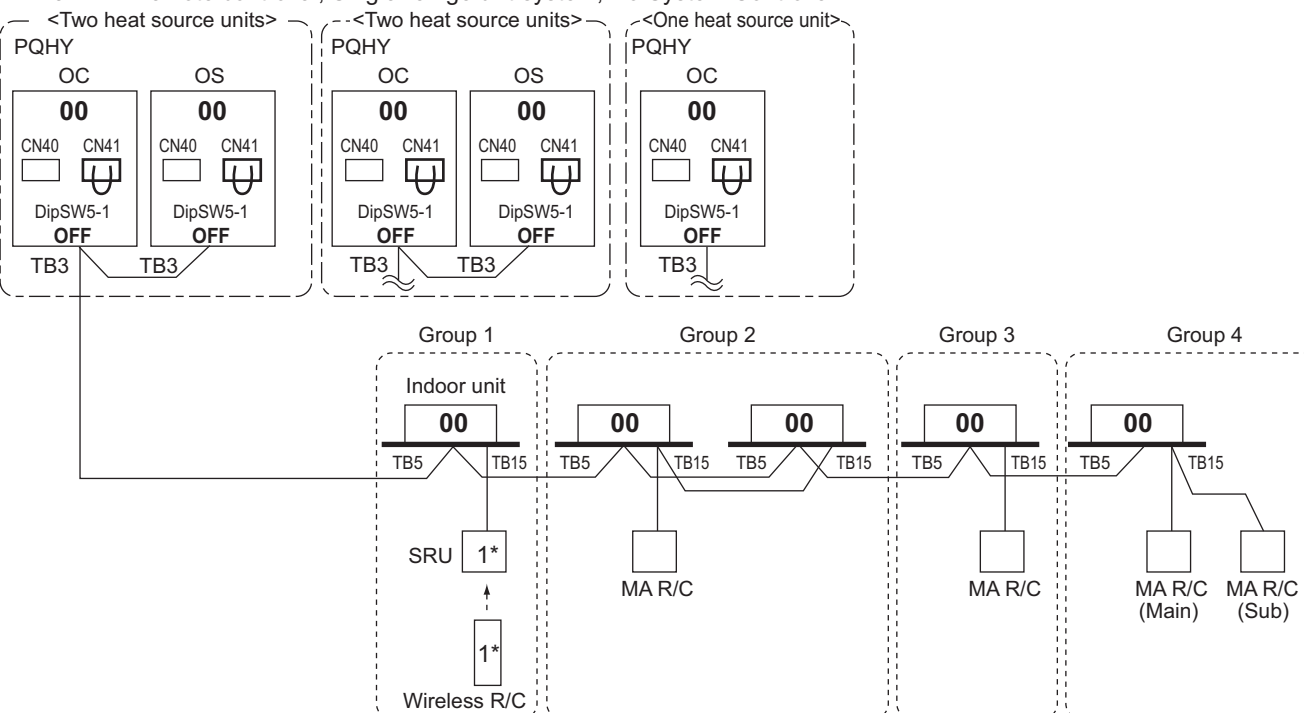 <Two heat source units>
<Two heat source units>
<One heat source unit>
PQHY
PQHY
PQHY
OC OS OC OS OC
00 00 00 00 00
CN40 CN41 CN40 CN41 CN40 CN41 CN40 CN41 CN40 CN41
DipSW5-1 DipSW5-1 DipSW5-1 DipSW5-1 DipSW5-1
OFF OFF OFF OFF OFF
TB3 TB3 TB3 TB3 TB3
Group 1 Group 2 Group 3 Group 4
Indoor unit
00 00 00 00 00
TB5 TB15 TB5 TB15 TB5 TB15 TB5 TB15 TB5 TB15
SRU 1*
MA R/C MA R/C MA R/C MA R/C
(Main) (Sub)
1*
Wireless R/C